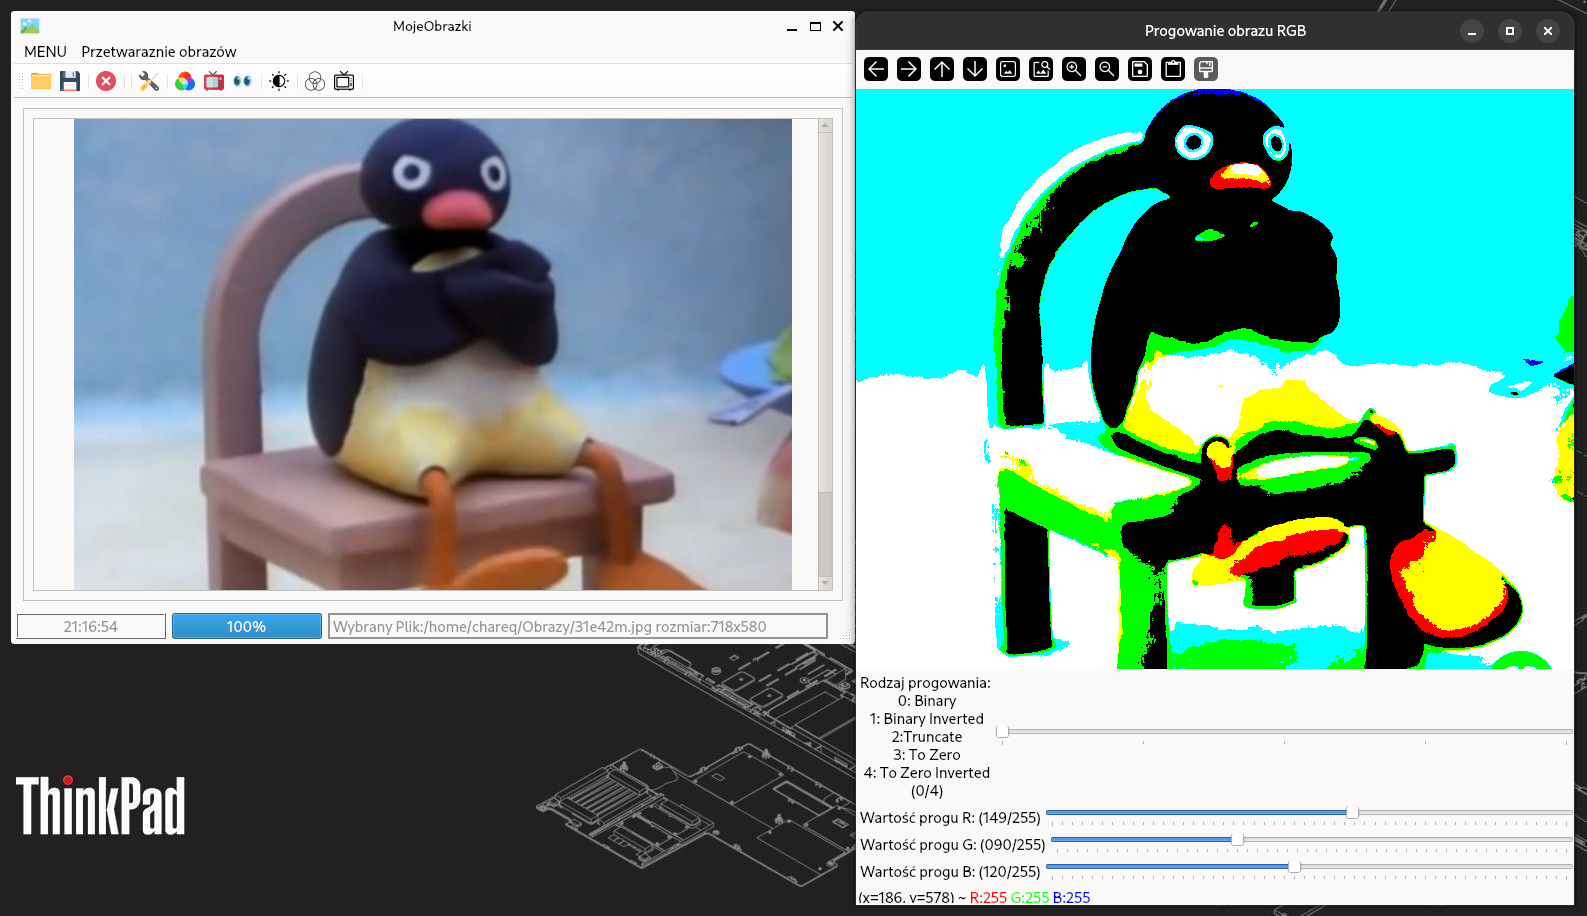 MojeObrazki
MENU Przetwaraznie obrazów
21:16:54
100%
Wybrany Plik:/home/chareq/Obrazy/31e42m.jpg rozmiar:718x580
ThinkPad
Progowanie obrazu RGB
Rodzaj progowania:
0: Binary
1: Binary Inverted
2:Truncate
3: To Zero
4: To Zero Inverted
(0/4)
Wartość progu R: (149/255)
Wartość progu G: (090/255)
Wartość progu B: (120/255)
(x=186, y=578) ~ R:255 G:255 B:255